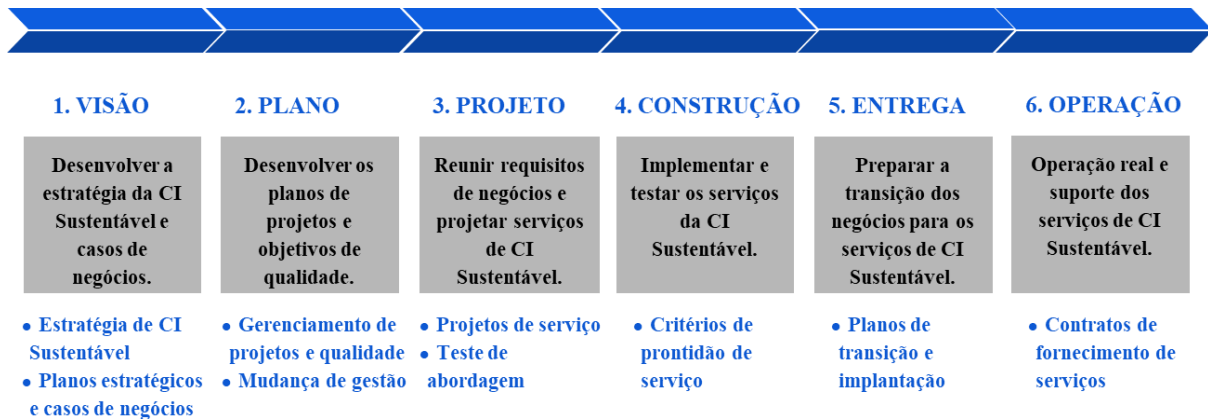 1. VISÃO
Desenvolver a
estratégia da CI
Sustentável e
casos de
negócios.
• Estratégia de CI
Sustentável
• Planos estratégicos
e casos de negócios
2. PLANO
Desenvolver os
planos de
projetos e
objetivos de
qualidade.
• Gerenciamento de
projetos e qualidade
• Mudança de gestão
3. PROJETO
Reunir requisitos
de negócios e
projetar serviços
de CI
Sustentável.
• Projetos de serviço
• Teste de
abordagem
4. CONSTRUÇÃO
Implementar e
testar os serviços
da CI
Sustentável.
• Critérios de
prontidão de
serviço
5. ENTREGA
Preparar a
transição dos
negócios para os
serviços de CI
Sustentável.
• Planos de
transição e
implantação
6. OPERAÇÃO
Operação real e
suporte dos
serviços de CI
Sustentável.
• Contratos de
fornecimento de
serviços